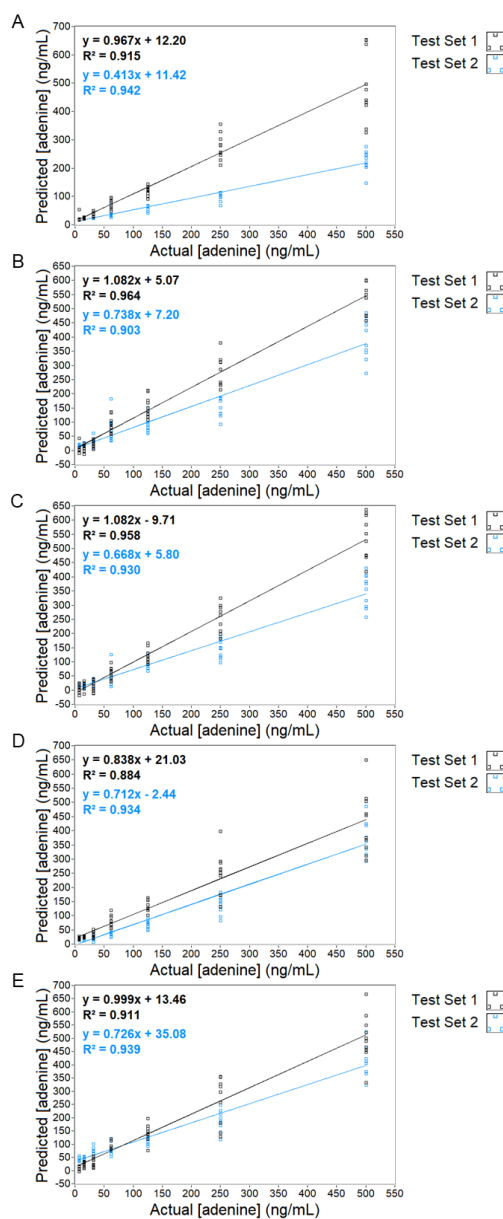 A
y = 0.967x + 12.20
R² = 0.915
y = 0.413x + 11.42
R² = 0.942
Test Set 1
Test Set 2
Predicted [adenine] (ng/mL)
700
600
500
400
300
200
100
0
0 50 100 150 200 250 300 350 400 450 500 550
Actual [adenine] (ng/mL)
B
y = 1.082x + 5.07
R² = 0.964
y = 0.738x + 7.20
R² = 0.903
Test Set 1
Test Set 2
Predicted [adenine] (ng/mL)
650
600
550
500
450
400
350
300
250
200
150
100
50
0
-50
0 50 100 150 200 250 300 350 400 450 500 550
Actual [adenine] (ng/mL)
C
y = 1.082x - 9.71
R² = 0.958
y = 0.668x + 5.80
R² = 0.930
Test Set 1
Test Set 2
Predicted [adenine] (ng/mL)
650
600
550
500
450
400
350
300
250
200
150
100
50
0
-50
0 50 100 150 200 250 300 350 400 450 500 550
Actual [adenine] (ng/mL)
D
y = 0.838x + 21.03
R² = 0.884
y = 0.712x - 2.44
R² = 0.934
Test Set 1
Test Set 2
Predicted [adenine] (ng/mL)
700
650
600
550
500
450
400
350
300
250
200
150
100
50
0
0 50 100 150 200 250 300 350 400 450 500 550
Actual [adenine] (ng/mL)
E
y = 0.999x + 13.46
R² = 0.911
y = 0.726x + 35.08
R² = 0.939
Test Set 1
Test Set 2
Predicted [adenine] (ng/mL)
700
650
600
550
500
450
400
350
300
250
200
150
100
50
0
-50
0 50 100 150 200 250 300 350 400 450 500 550
Actual [adenine] (ng/mL)